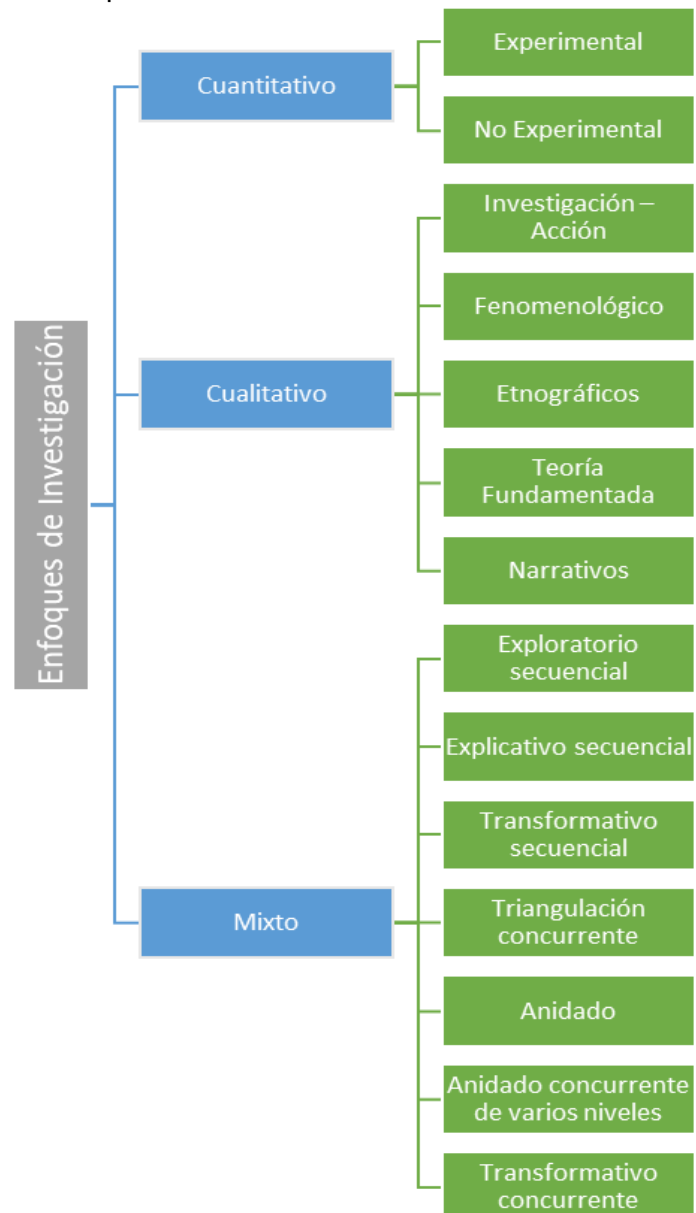 Enfoques de Investigación
Cuantitativo
Experimental
No Experimental
Cualitativo
Investigación –
Acción
Fenomenológico
Etnográficos
Teoría
Fundamentada
Narrativos
Mixto
Exploratorio
secuencial
Explicativo secuencial
Transformativo
secuencial
Triangulación
concurrente
Anidado
Anidado concurrente
de varios niveles
Transformativo
concurrente